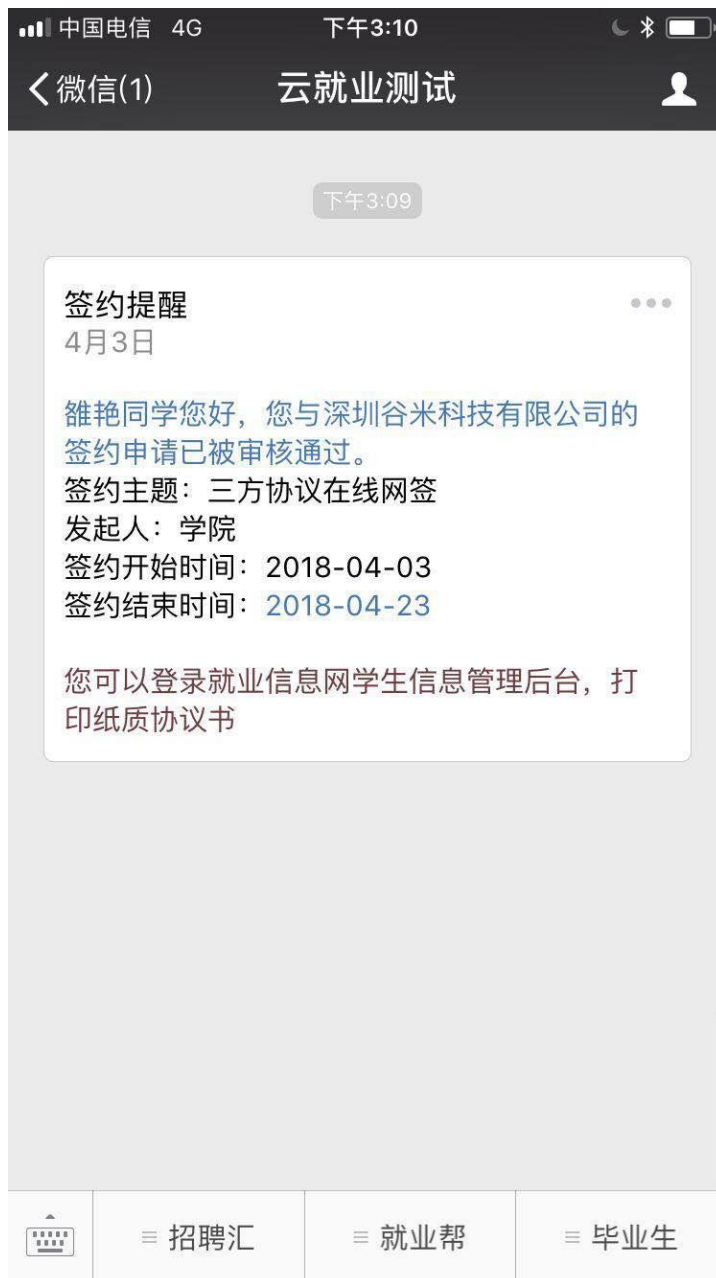 中国电信 4G 下午3:10
微信(1) 云就业测试
下午3:09
签约提醒
4月3日
雒艳同学您好，您与深圳谷米科技有限公司的
签约申请已被审核通过。
签约主题：三方协议在线网签
发起人：学院
签约开始时间：2018-04-03
签约结束时间：2018-04-23
您可以登录就业信息网学生信息管理后台，打
印纸质协议书
招聘汇 就业帮 毕业生